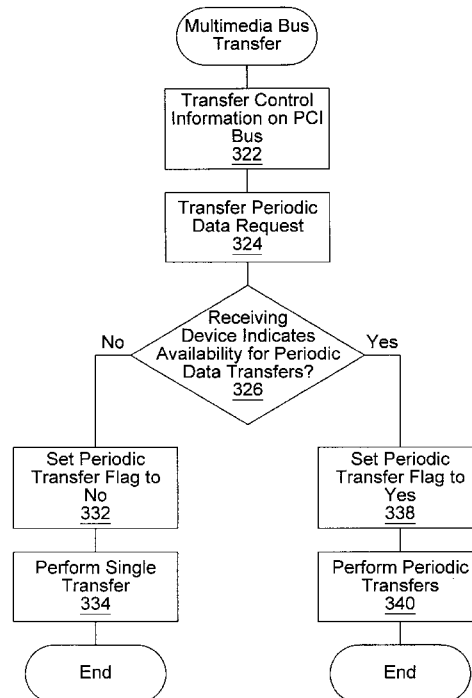 Multimedia Bus
Transfer
Transfer Control
Information on PCI
Bus
322
Transfer Periodic
Data Request
324
Receiving
Device Indicates
Availability for Periodic
Data Transfers?
326
No
Yes
Set Periodic
Transfer Flag to
No
332
Set Periodic
Transfer Flag to
Yes
338
Perform Single
Transfer
334
Perform Periodic
Transfers
340
End
End